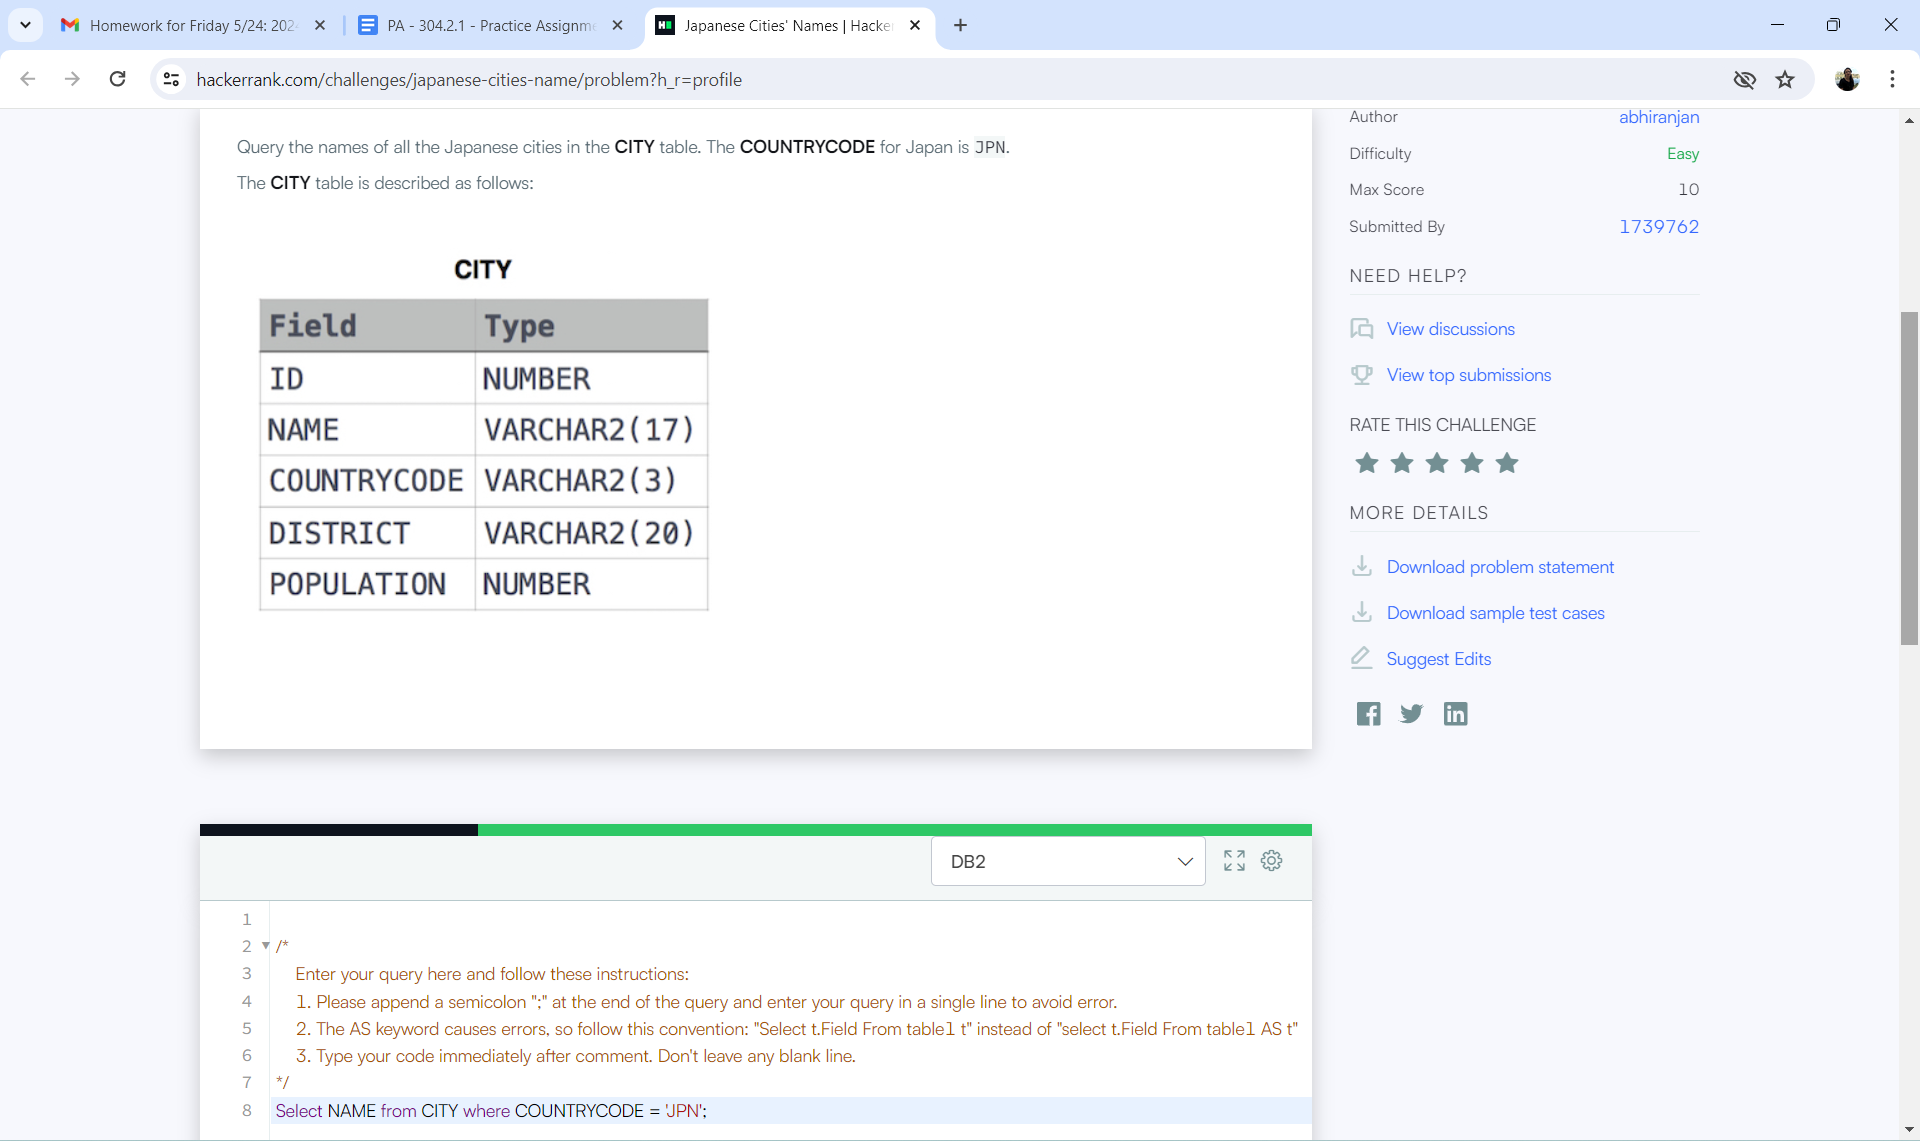 Homework for Friday 5/24: 202
PA - 304.2.1 - Practice Assignm
Japanese Cities' Names | Hacke
hackerrank.com/challenges/japanese-cities-name/problem?h_r=profile
Query the names of all the Japanese cities in the CITY table. The COUNTRYCODE for Japan is JPN.
The CITY table is described as follows:
CITY
Field Type
ID NUMBER
NAME VARCHAR2(17)
COUNTRYCODE VARCHAR2(3)
DISTRICT VARCHAR2(20)
POPULATION NUMBER
Author abhiranjan
Difficulty Easy
Max Score 10
Submitted By 1739762
NEED HELP?
View discussions
View top submissions
RATE THIS CHALLENGE
MORE DETAILS
Download problem statement
Download sample test cases
Suggest Edits
DB2
1
2 /*
3 Enter your query here and follow these instructions:
4 1. Please append a semicolon ";" at the end of the query and enter your query in a single line to avoid error.
5 2. The AS keyword causes errors, so follow this convention: "Select t.Field From table1 t" instead of "select t.Field From table1 AS t"
6 3. Type your code immediately after comment. Don't leave any blank line.
7 */
8 Select NAME from CITY where COUNTRYCODE = 'JPN';